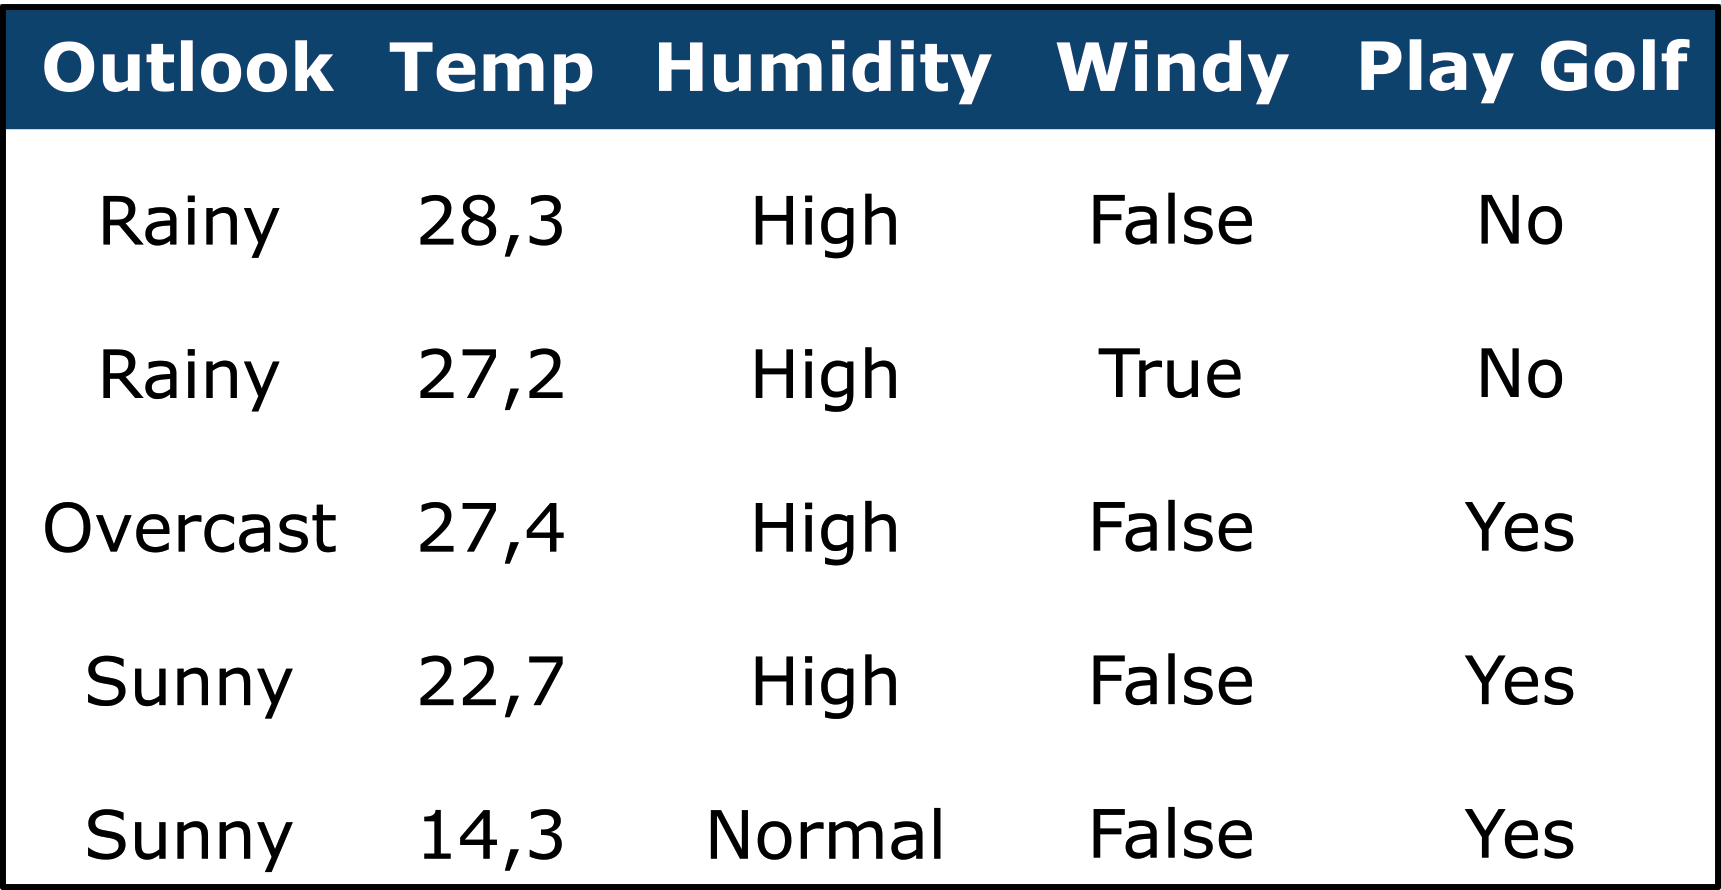 Outlook Temp Humidity Windy Play Golf
Rainy 28,3 High False No
Rainy 27,2 High True No
Overcast 27,4 High False Yes
Sunny 22,7 High False Yes
Sunny 14,3 Normal False Yes